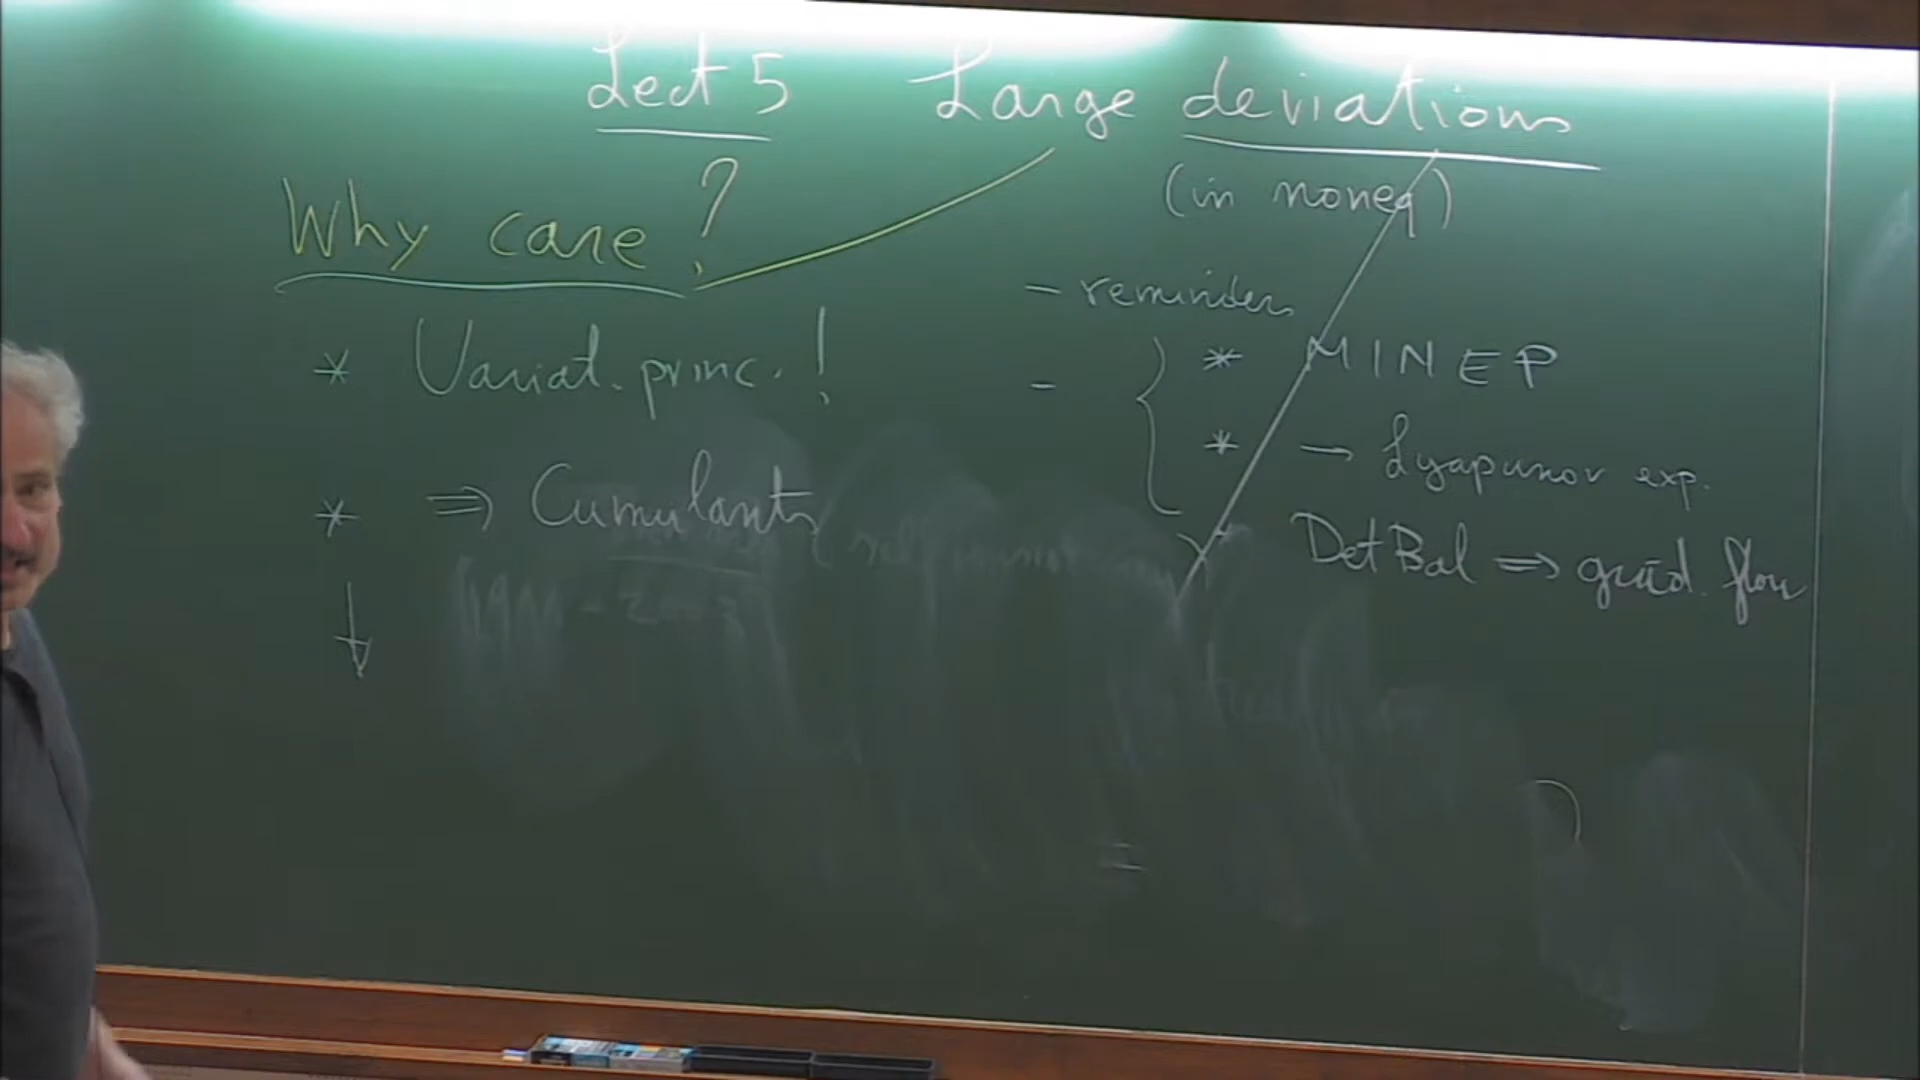 Lect 5 Large deviations
(in noneq)
Why care?
* Variat. princ. !
* ⇒ Cumulants
- reminder
- { * MINEP
* → Lyapunov exp.
* DetBal ⇒ grad. flow